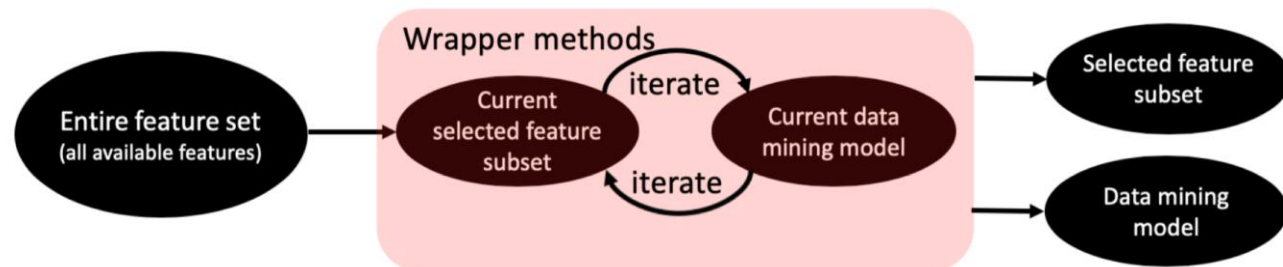 Wrapper methods
Entire feature set
(all available features)
Current
selected feature
subset
iterate
iterate
Current data
mining model
Selected feature
subset
Data mining
model